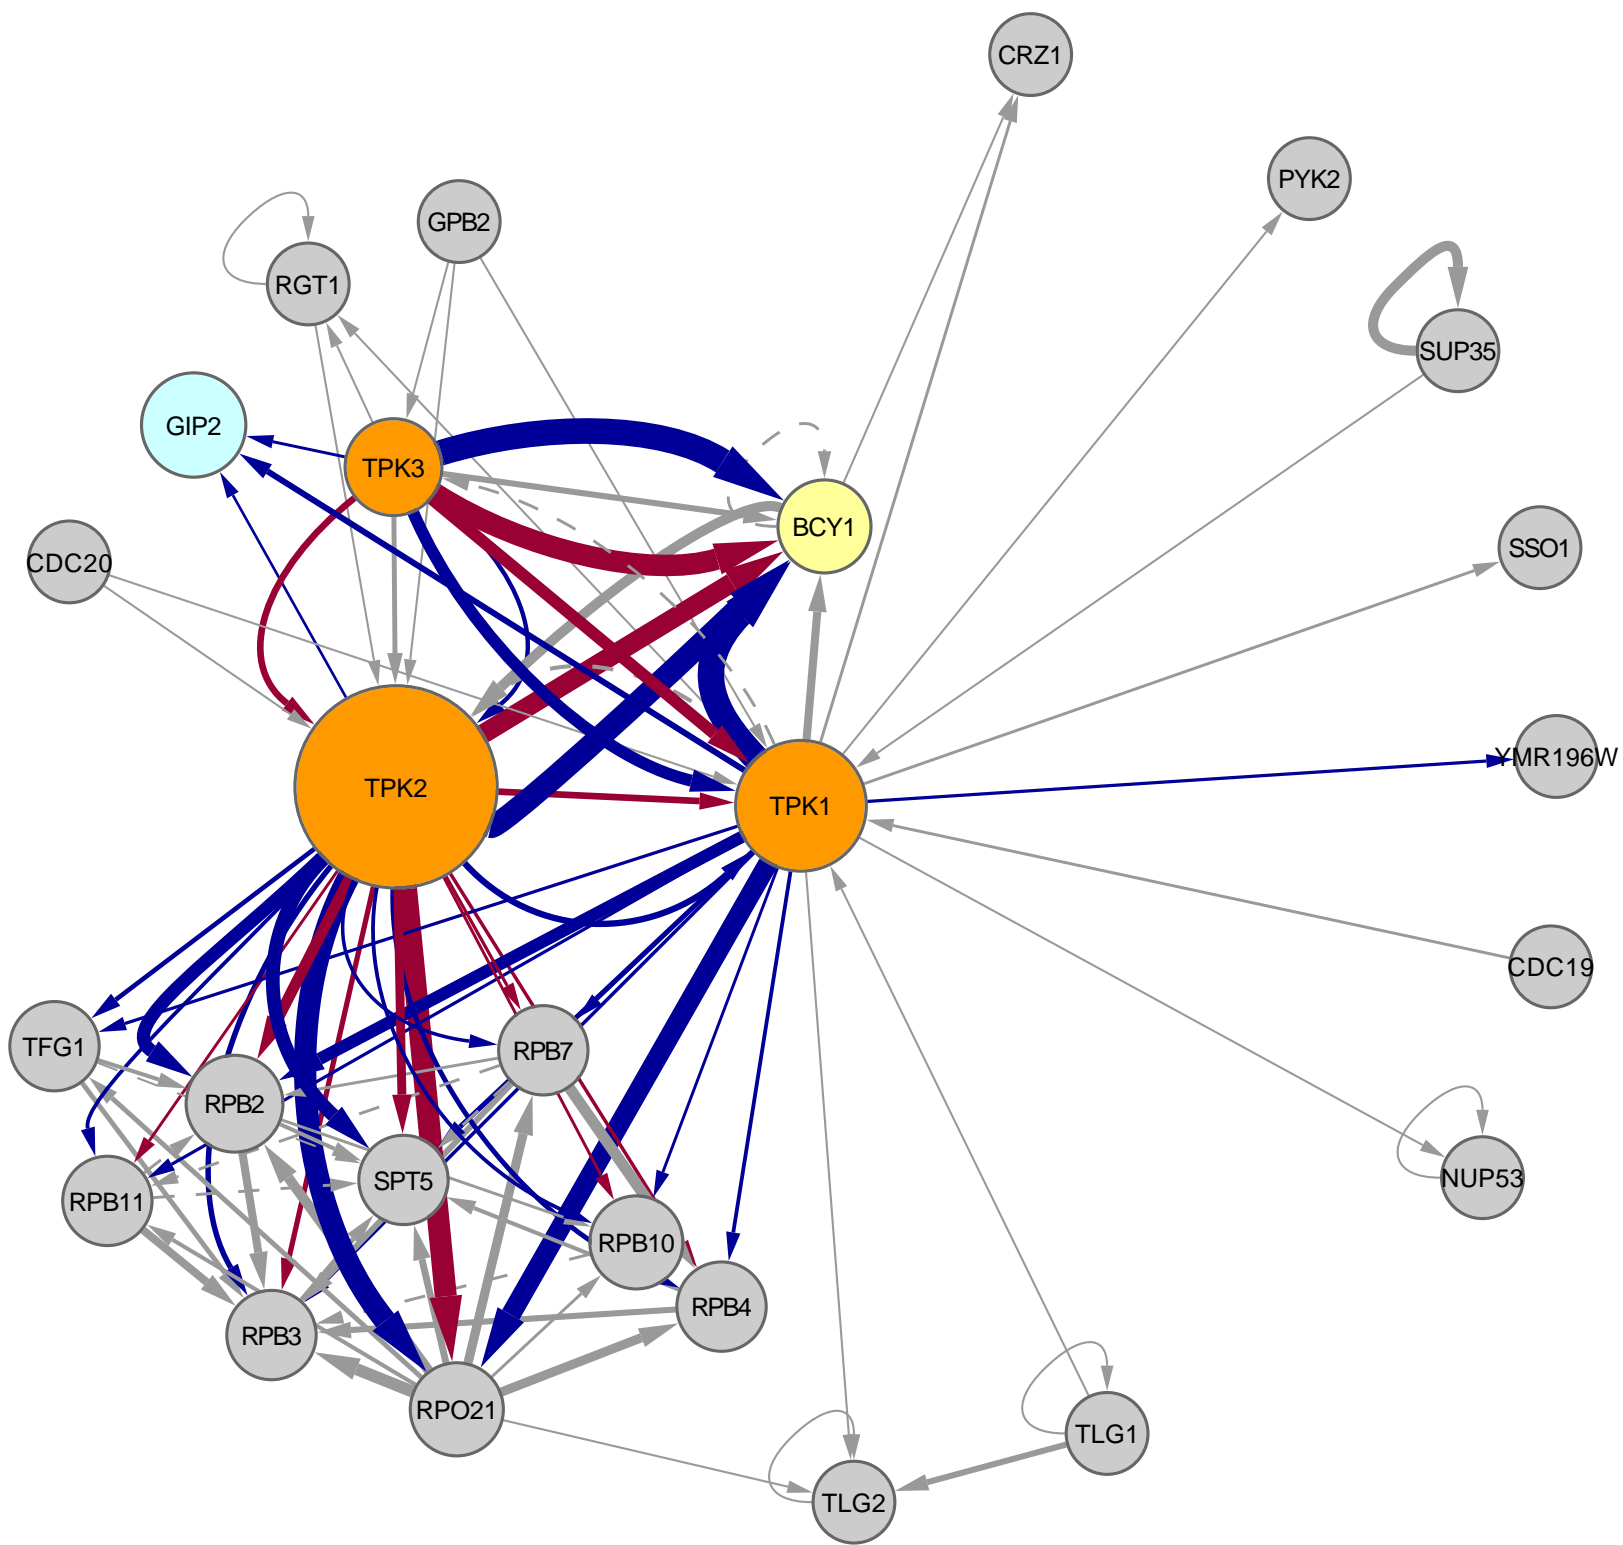 CRZ1
PYK2
GPB2
RGT1
SUP35
GIP2
TPK3
BCY1
SSO1
CDC20
YMR196W
TPK2
TPK1
CDC19
TFG1
RPB7
RPB2
SPT5
NUP53
RPB11
RPB10
RPB4
RPB3
RPO21
TLG1
TLG2